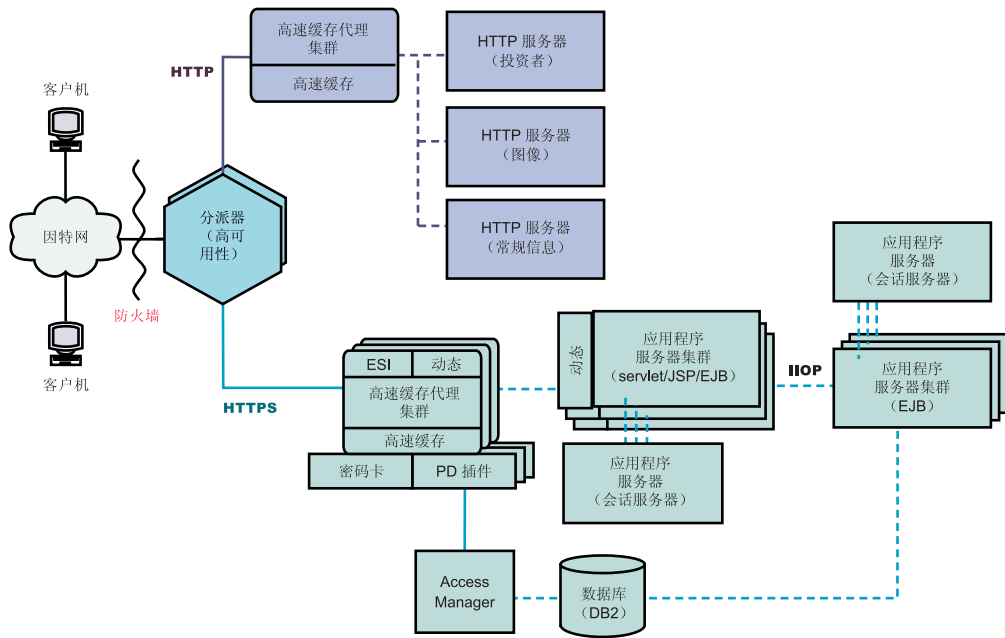 高速缓存代理
集群
高速缓存
HTTP
HTTP 服务器
（投资者）
HTTP 服务器
（图像）
HTTP 服务器
（常规信息）
客户机
因特网
分派器
（高可
用性）
防火墙
客户机
HTTPS
ESI
动态
高速缓存代理
集群
高速缓存
密码卡
PD 插件
动态
应用程序
服务器集群
（servlet/JSP/EJB）
应用程序
服务器
（会话服务器）
IIOP
应用程序
服务器
（会话服务器）
应用程序
服务器集群
（EJB）
Access
Manager
数据库
（DB2）